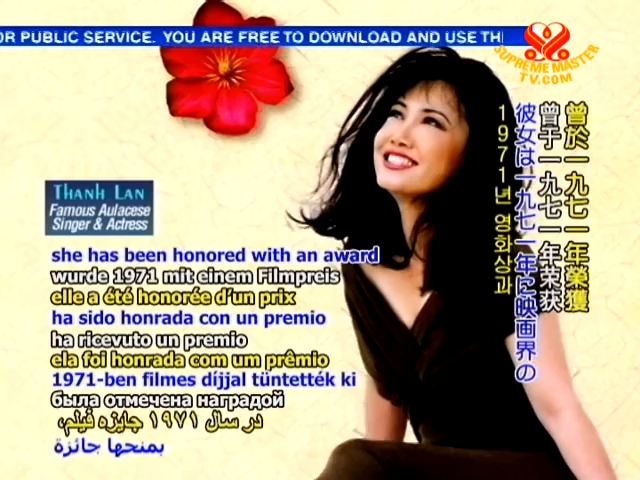 OR PUBLIC SERVICE. YOU ARE FREE TO DOWNLOAD AND USE TH
SUPREME MASTER
TV.COM
THANH LAN
Famous Aulacese
Singer & Actress
she has been honored with an award
wurde 1971 mit einem Filmpreis
elle a été honorée d'un prix
ha sido honrada con un premio
ha ricevuto un premio
ela foi honrada com um prêmio
1971-ben filmes díjjal tüntették ki
была отмечена наградой
در سال ۱۹۷۱ جایزه فیلم،
بمنحها جائزة
曾於一九七一年榮獲
曾于一九七一年荣获
彼女は一九七一年に映画界の
1971년 영화상과